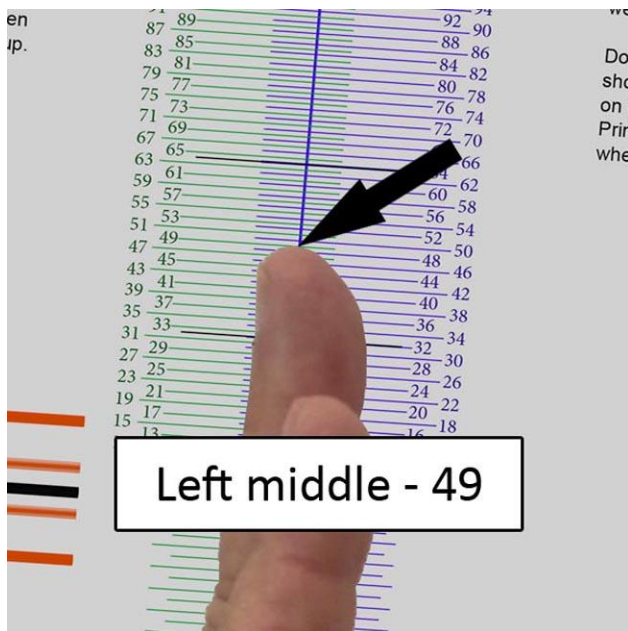 en
up.
89 92 90
87 85 88 86
83 81 84 82
79 77 80 78
75 73 76 74
71 69 72 70
67 65 66
63 61 62
59 57 60 58
55 53 56 54
51 49 52 50
47 45 48 46
43 41 44 42
39 37 40 38
35 33 36 34
31 29 32 30
27 25 28 26
23 21 24 22
19 17 20 18
15 13 16
we
Do
sho
on
Prin
whe
Left middle - 49